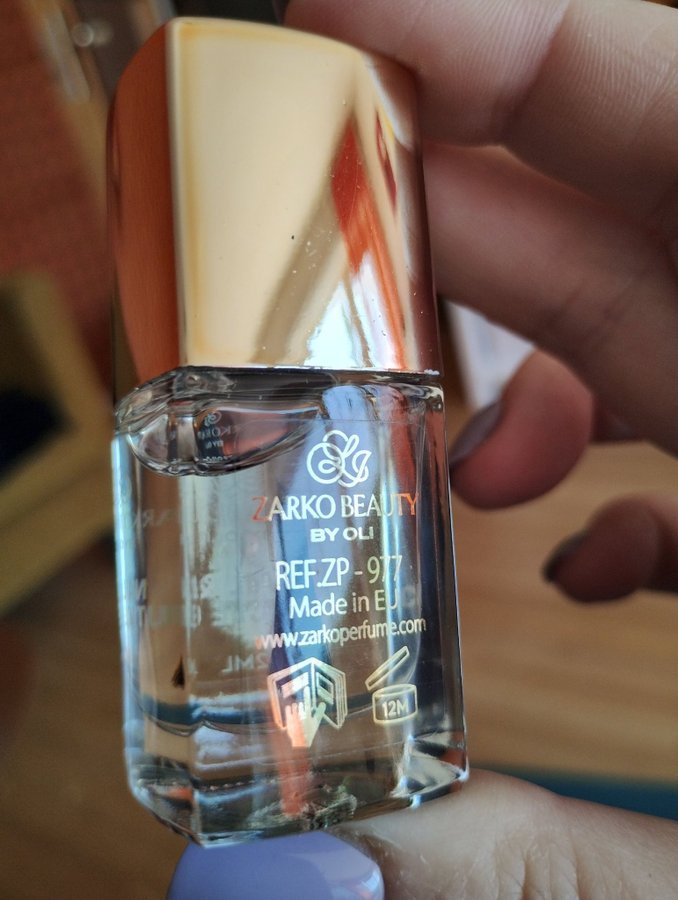 ZARKO BEAUTY
BY OLI
REF.ZP - 977
Made in EU
www.zarkoperfume.com
12M